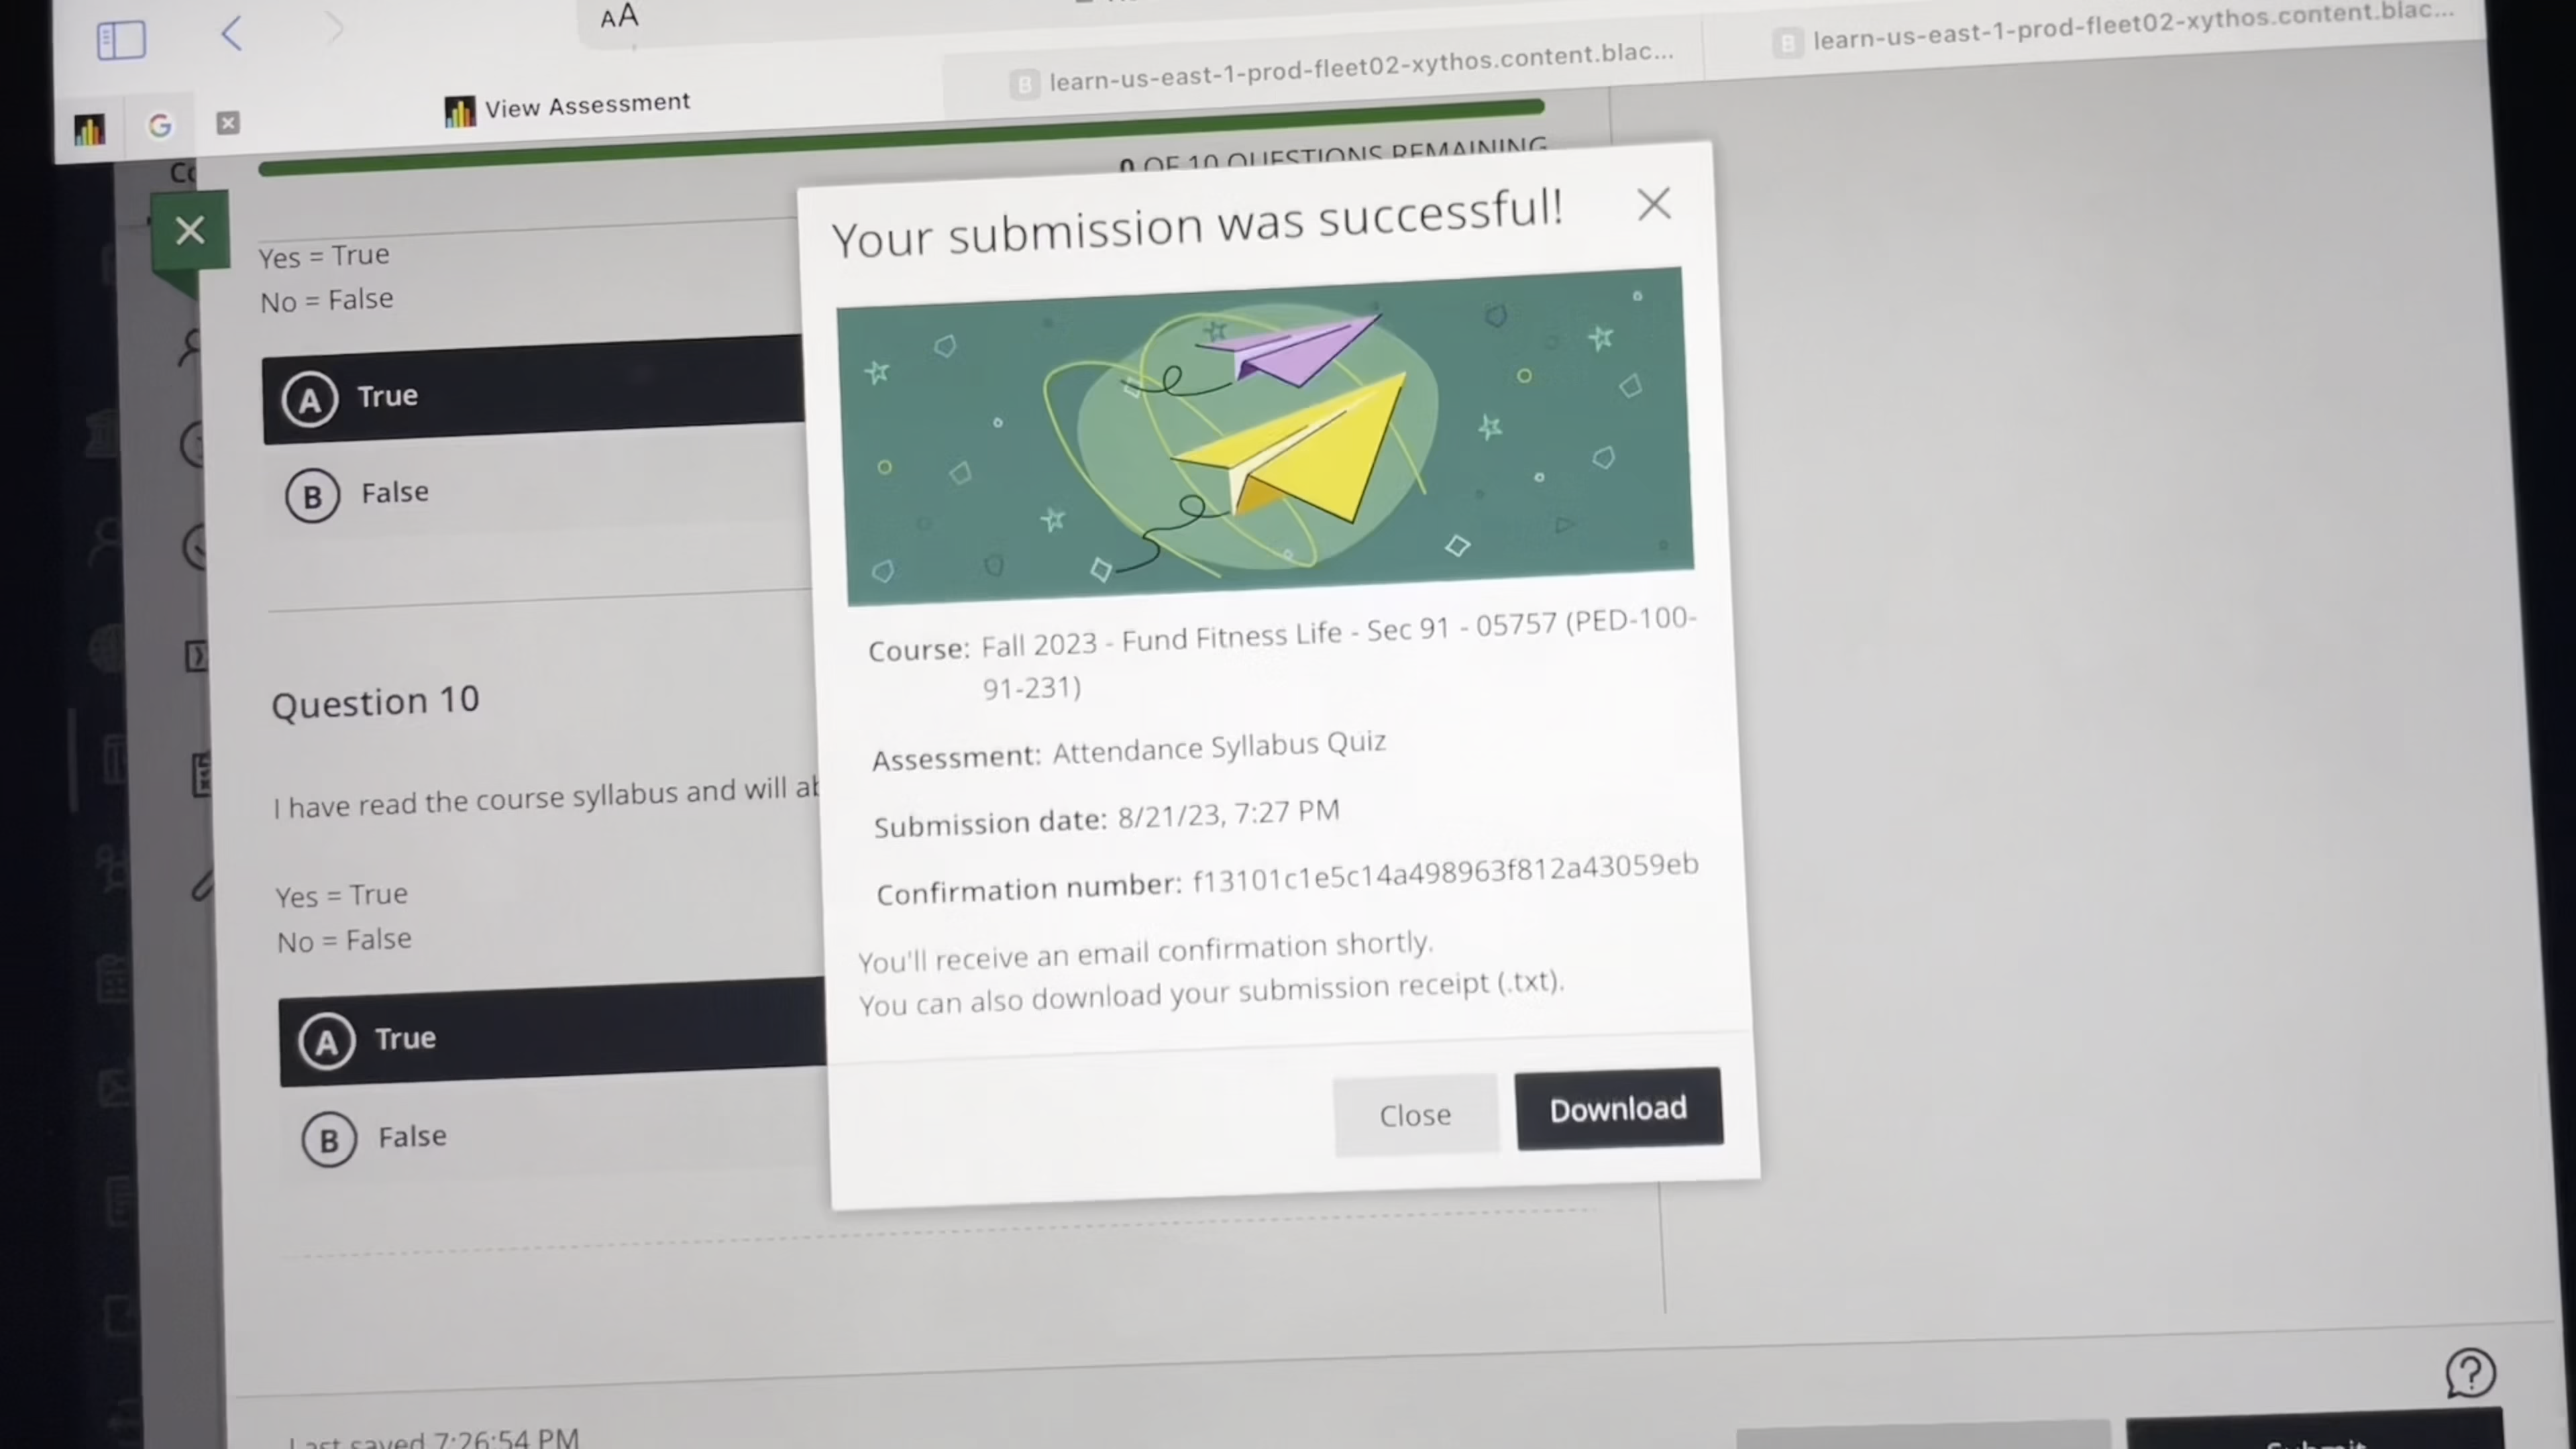 AA
View Assessment
learn-us-east-1-prod-fleet02-xythos.content.blac...
learn-us-east-1-prod-fleet02-xythos.content.blac...
0 OF 10 QUESTIONS REMAINING
Yes = True
No = False
A True
B False
Question 10
I have read the course syllabus and will
Yes = True
No = False
A True
B False
Last saved 7:26:54 PM
Submit
Your submission was successful!
Course: Fall 2023 - Fund Fitness Life - Sec 91 - 05757 (PED-100-
91-231)
Assessment: Attendance Syllabus Quiz
Submission date: 8/21/23, 7:27 PM
Confirmation number: f13101c1e5c14a498963f812a43059eb
You'll receive an email confirmation shortly.
You can also download your submission receipt (.txt).
Close
Download